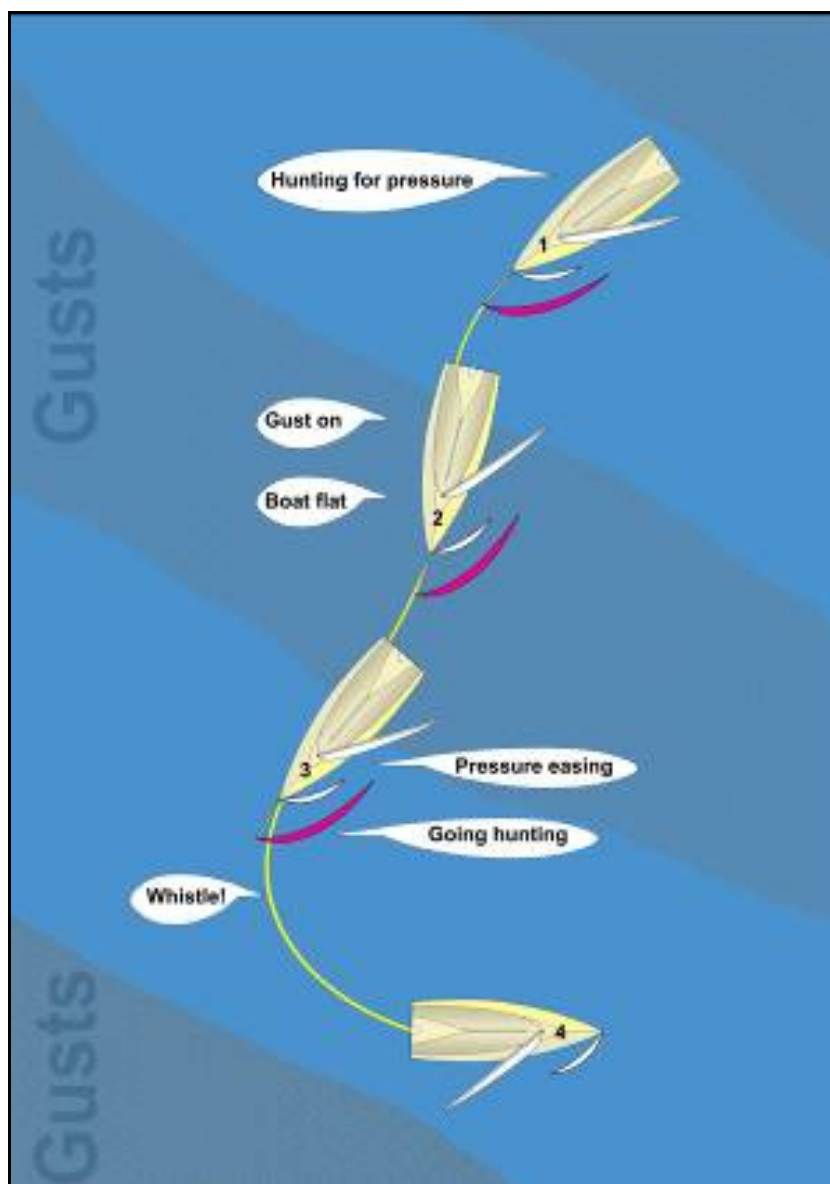 Hunting for pressure
1
Gusts
Gust on
Boat flat
2
3
Pressure easing
Going hunting
Whistle!
4
Gusts